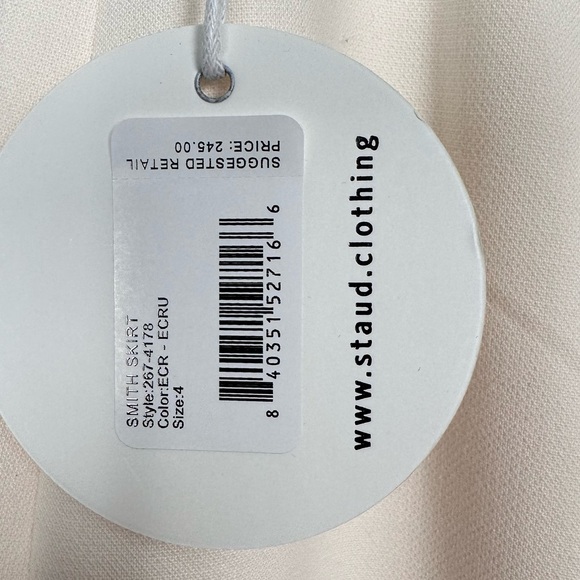 SMITH SKIRT
Style:267-4178
Color:ECR - ECRU
Size:4
8 40351 52716 6
SUGGESTED RETAIL
PRICE: 245.00
www.staud.clothing